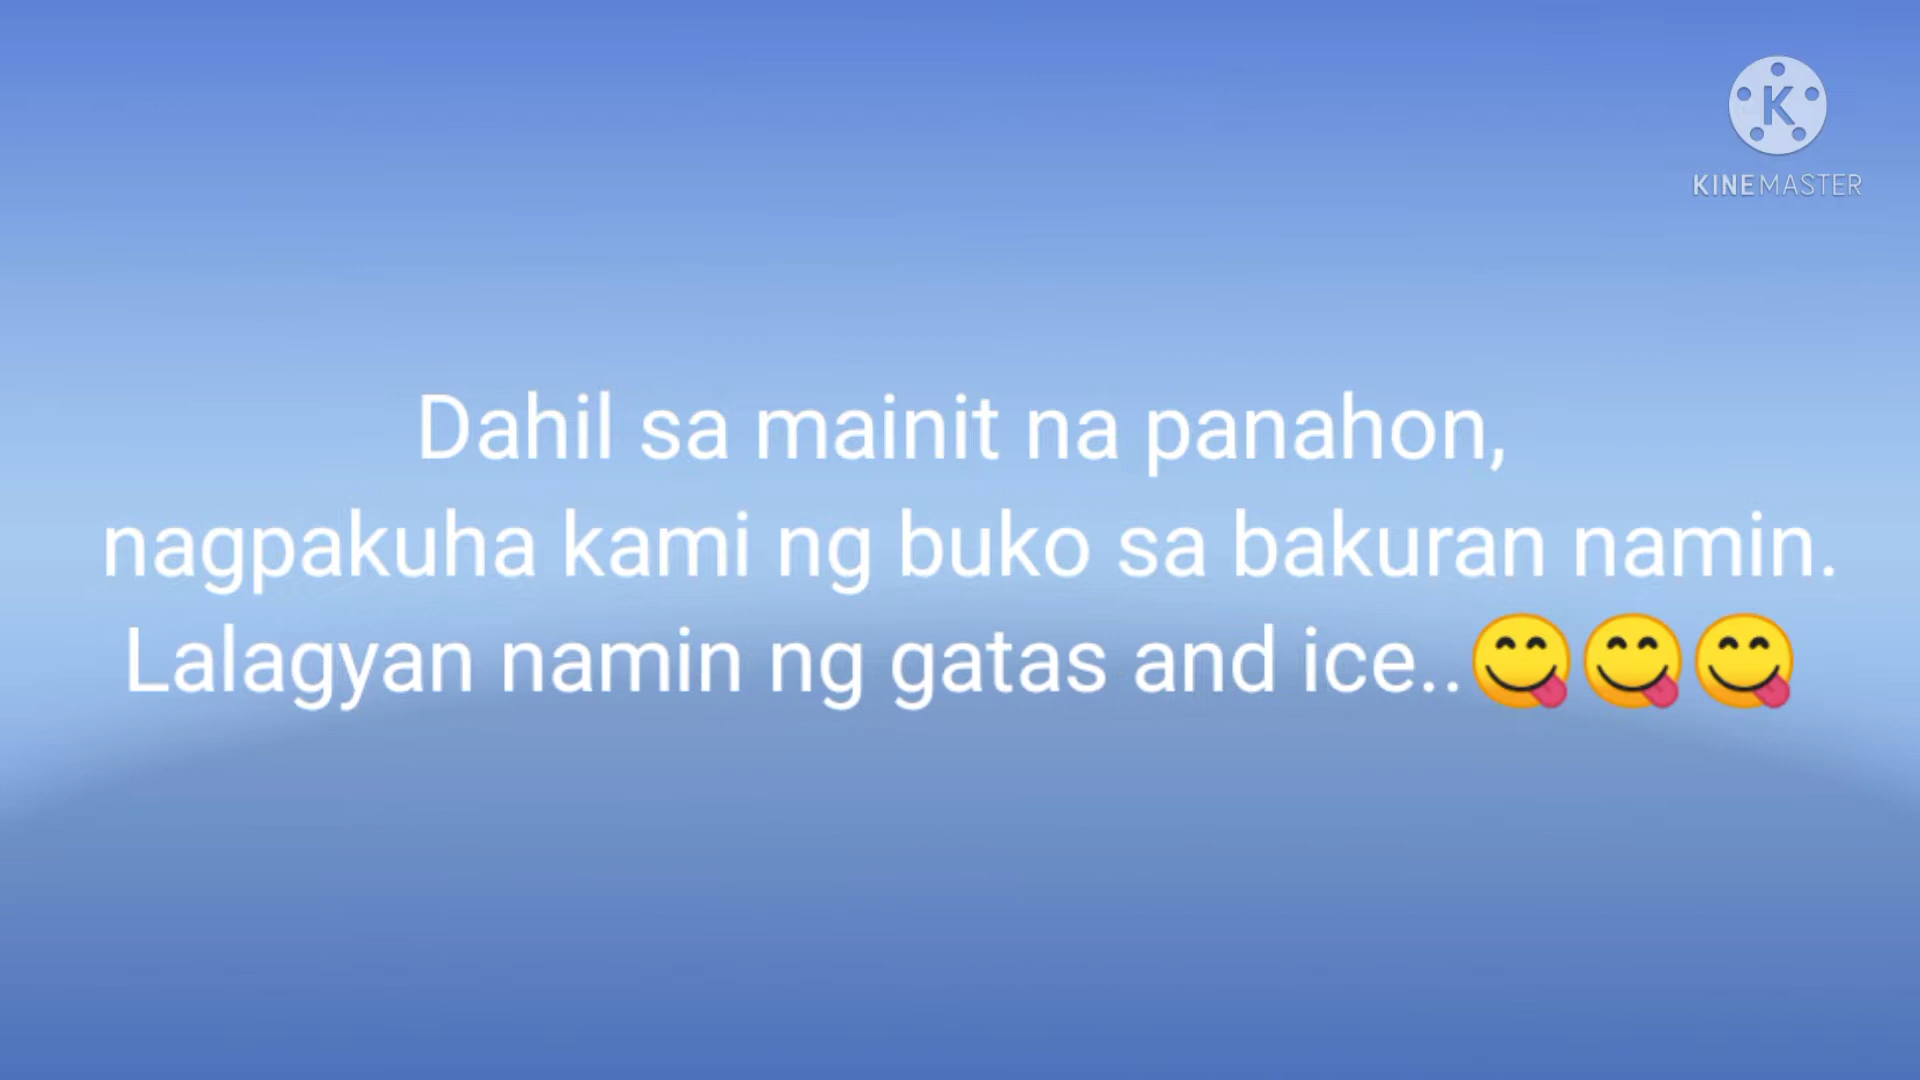 KINEMASTER
Dahil sa mainit na panahon,
nagpakuha kami ng buko sa bakuran namin.
Lalagyan namin ng gatas and ice..😋😋😋